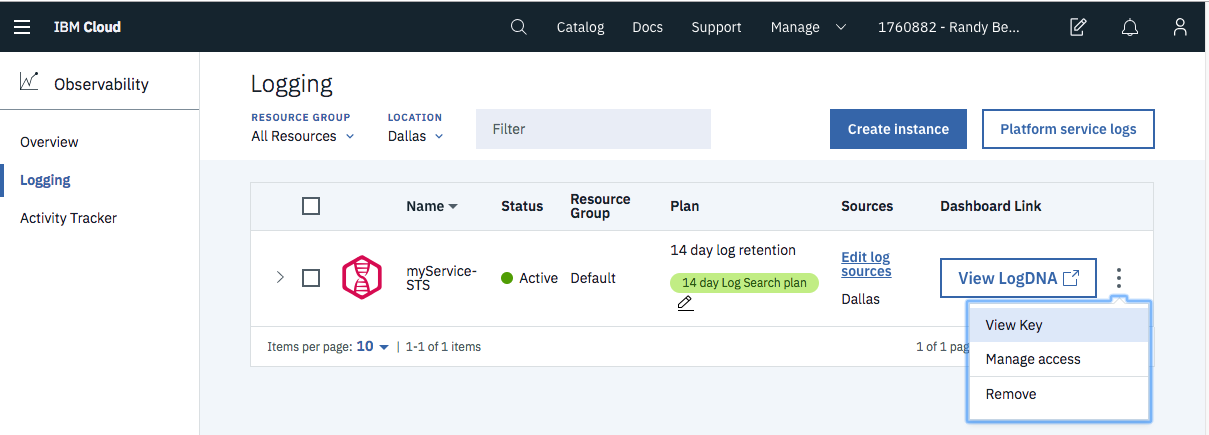 IBM Cloud
Catalog
Docs
Support
Manage
1760882 - Randy Be...
Observability
Overview
Logging
Activity Tracker
Logging
RESOURCE GROUP
All Resources
LOCATION
Dallas
Filter
Create instance
Platform service logs
Name
Status
Resource
Group
Plan
Sources
Dashboard Link
myService-
STS
Active
Default
14 day log retention
14 day Log Search plan
Edit log
sources
Dallas
View LogDNA
View Key
Manage access
Remove
Items per page: 10 | 1-1 of 1 items
1 of 1 pag